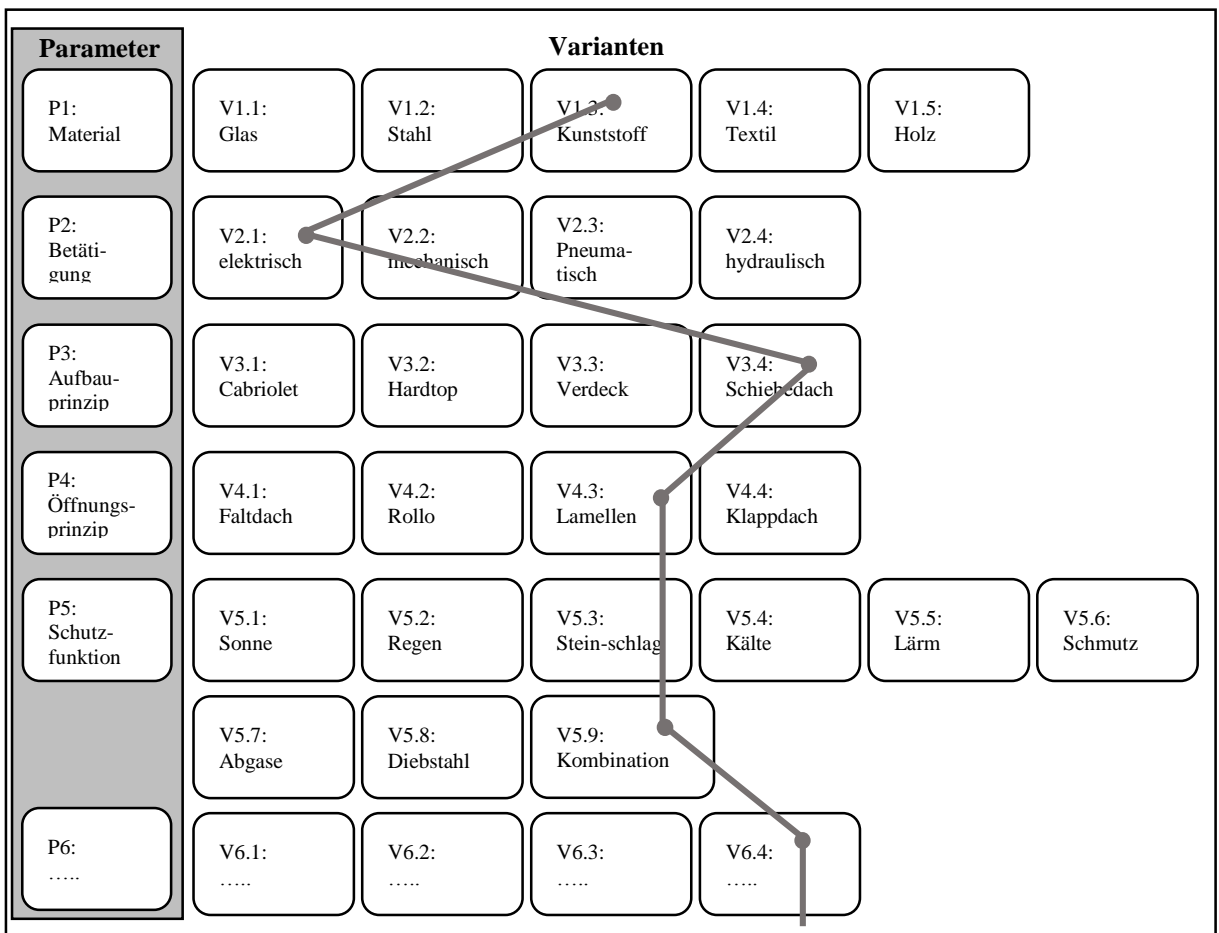 Parameter
Varianten
P1:
Material
V1.1:
Glas
V1.2:
Stahl
V1.3:
Kunststoff
V1.4:
Textil
V1.5:
Holz
P2:
Betäti-
gung
V2.1:
elektrisch
V2.2:
mechanisch
V2.3:
Pneuma-
tisch
V2.4:
hydraulisch
P3:
Aufbau-
prinzip
V3.1:
Cabriolet
V3.2:
Hardtop
V3.3:
Verdeck
V3.4:
Schiebedach
P4:
Öffnungs-
prinzip
V4.1:
Faltdach
V4.2:
Rollo
V4.3:
Lamellen
V4.4:
Klappdach
P5:
Schutz-
funktion
V5.1:
Sonne
V5.2:
Regen
V5.3:
Stein-schlag
V5.4:
Kälte
V5.5:
Lärm
V5.6:
Schmutz
V5.7:
Abgase
V5.8:
Diebstahl
V5.9:
Kombination
P6:
…..
V6.1:
…..
V6.2:
…..
V6.3:
…..
V6.4:
…..